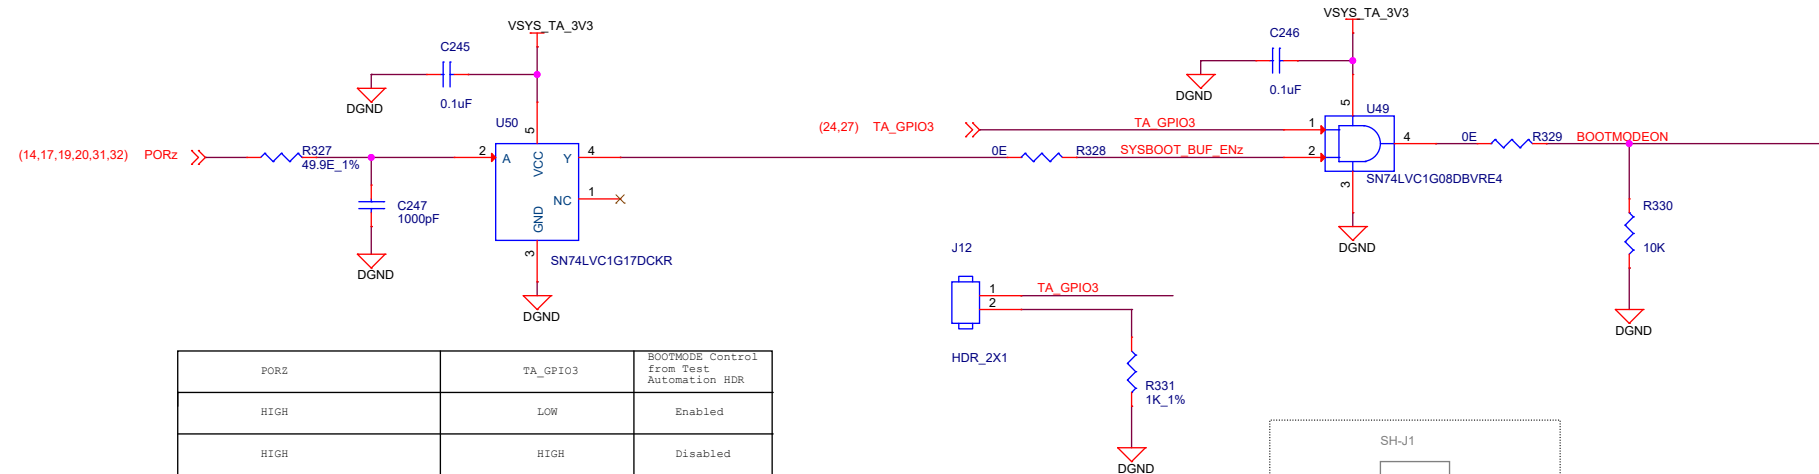 VSYS_TA_3V3
C245
0.1uF
DGND
U50
(14,17,19,20,31,32) PORz
R327
49.9E_1%
C247
1000pF
DGND
2
A
VCC
5
Y
4
NC
1
GND
3
SN74LVC1G17DCKR
DGND
VSYS_TA_3V3
C246
0.1uF
DGND
U49
5
(24,27) TA_GPIO3
TA_GPIO3
1
0E
R328
SYSBOOT_BUF_ENz
2
4
3
SN74LVC1G08DBVRE4
DGND
0E
R329
BOOTMODEON
R330
10K
DGND
J12
1
TA_GPIO3
2
HDR_2X1
R331
1K_1%
DGND
SH-J1
PORZ
TA_GPIO3
BOOTMODE Control
from Test
Automation HDR
HIGH
LOW
Enabled
HIGH
HIGH
Disabled